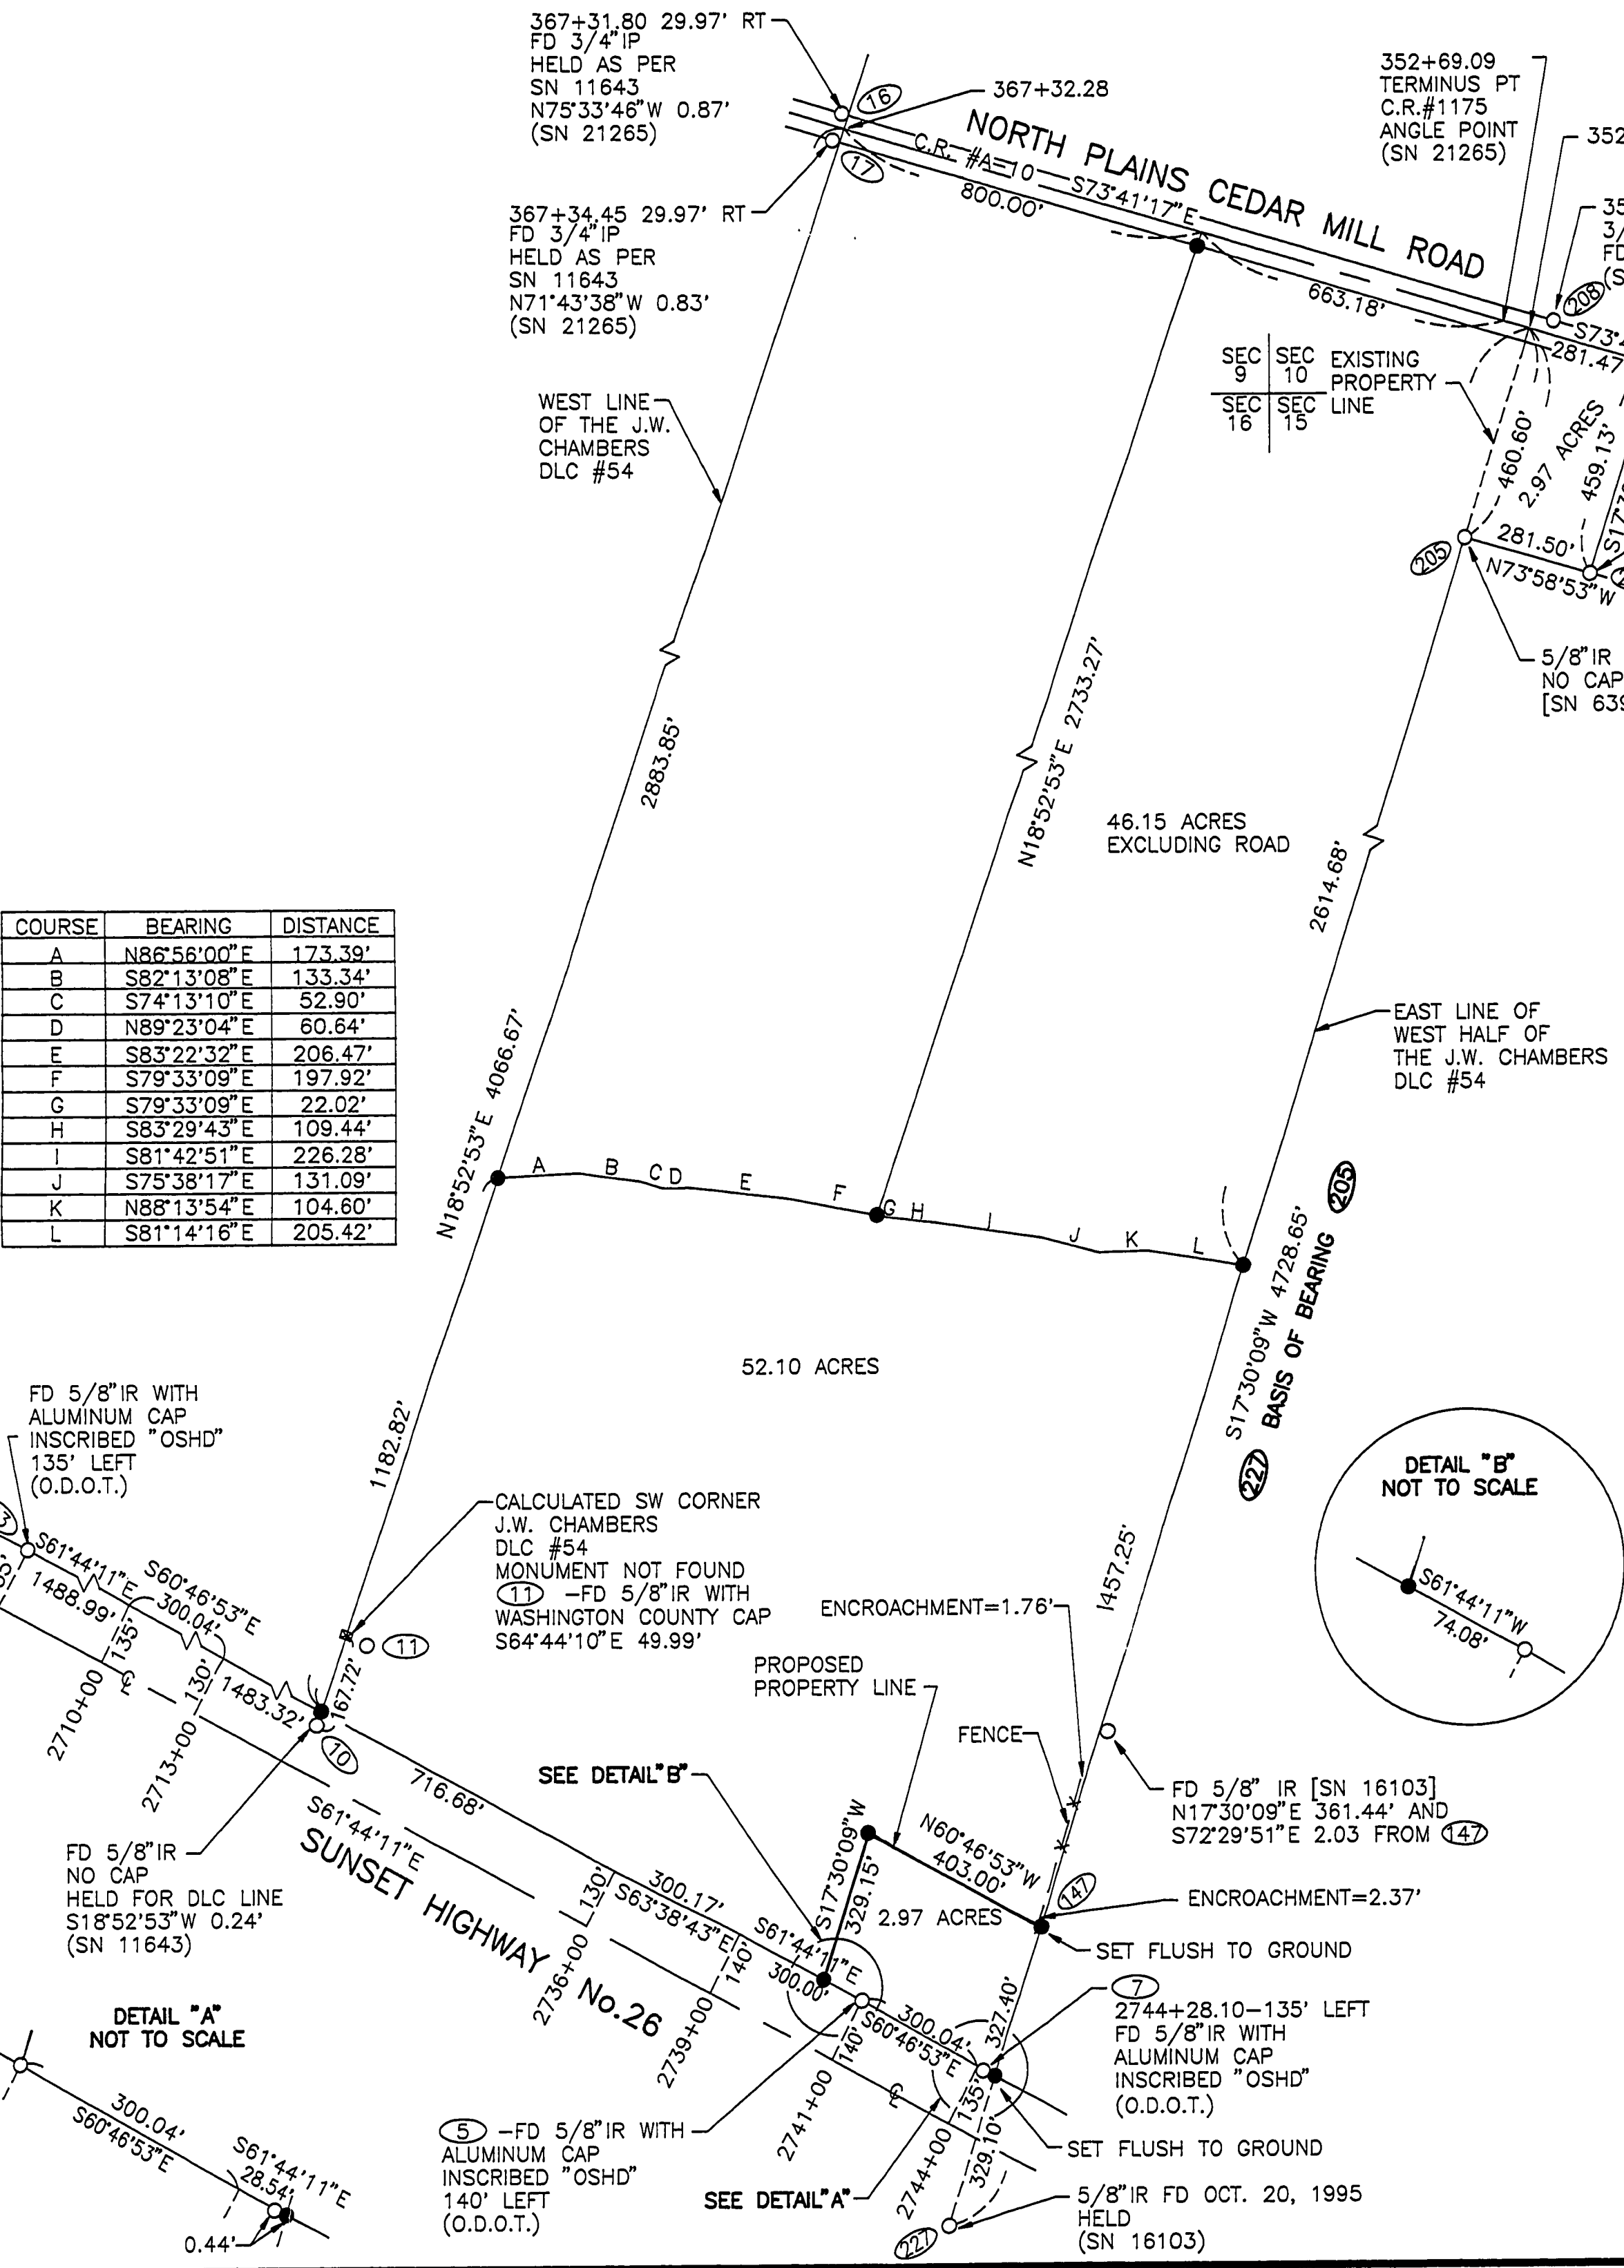 367+31.80 29.97' RT
FD 3/4"IP
HELD AS PER
SN 11643
N75°33'46"W 0.87'
(SN 21265)
16
367+32.28
17
367+34.45 29.97' RT
FD 3/4"IP
HELD AS PER
SN 11643
N71°43'38"W 0.83'
(SN 21265)
NORTH PLAINS CEDAR MILL ROAD
C.R. #A=10 S73°41'17"E
800.00'
663.18'
352+69.09
TERMINUS PT
C.R.#1175
ANGLE POINT
(SN 21265)
352
35
3/
FD
(S
208
S73°
281.47
SEC 9
SEC 10
SEC 16
SEC 15
EXISTING
PROPERTY
LINE
460.60'
2.97 ACRES
459.13'
S17°3
205
281.50'
N73°58'53"W
5/8"IR
NO CAP
[SN 639
WEST LINE
OF THE J.W.
CHAMBERS
DLC #54
2883.85'
N18°52'53"E 2733.27'
46.15 ACRES
EXCLUDING ROAD
2614.68'
EAST LINE OF
WEST HALF OF
THE J.W. CHAMBERS
DLC #54
COURSE BEARING DISTANCE
A N86°56'00"E 173.39'
B S82°13'08"E 133.34'
C S74°13'10"E 52.90'
D N89°23'04"E 60.64'
E S83°22'32"E 206.47'
F S79°33'09"E 197.92'
G S79°33'09"E 22.02'
H S83°29'43"E 109.44'
I S81°42'51"E 226.28'
J S75°38'17"E 131.09'
K N88°13'54"E 104.60'
L S81°14'16"E 205.42'
N18°52'53"E 4066.67'
A B C D E F G H I J K L
S17°30'09"W 4728.65'
227 BASIS OF BEARING 205
52.10 ACRES
1182.82'
FD 5/8"IR WITH
ALUMINUM CAP
INSCRIBED "OSHD"
135' LEFT
(O.D.O.T.)
3
S61°44'11"E
1488.99'
S60°46'53"E
300.04'
135'
130'
1483.32'
2710+00
2713+00
CALCULATED SW CORNER
J.W. CHAMBERS
DLC #54
MONUMENT NOT FOUND
11 -FD 5/8"IR WITH
WASHINGTON COUNTY CAP
S64°44'10"E 49.99'
11
167.72'
10
FD 5/8"IR
NO CAP
HELD FOR DLC LINE
S18°52'53"W 0.24'
(SN 11643)
716.68'
S61°44'11"E
SUNSET HIGHWAY No.26
1457.25'
ENCROACHMENT=1.76'
PROPOSED
PROPERTY LINE
FENCE
SEE DETAIL"B"
DETAIL "B"
NOT TO SCALE
S61°44'11"W
74.08'
FD 5/8" IR [SN 16103]
N17°30'09"E 361.44' AND
S72°29'51"E 2.03 FROM 147
N60°46'53"W
403.00'
147
S17°30'09"W
329.15'
2.97 ACRES
ENCROACHMENT=2.37'
SET FLUSH TO GROUND
300.17'
S63°38'43"E
130'
140'
2736+00
2739+00
S61°44'11"E
300.00'
300.04'
S60°46'53"E
140'
2741+00
327.40'
7
2744+28.10-135' LEFT
FD 5/8"IR WITH
ALUMINUM CAP
INSCRIBED "OSHD"
(O.D.O.T.)
135'
2744+00
329.10'
SET FLUSH TO GROUND
5/8"IR FD OCT. 20, 1995
HELD
(SN 16103)
227
SEE DETAIL"A"
5 -FD 5/8"IR WITH
ALUMINUM CAP
INSCRIBED "OSHD"
140' LEFT
(O.D.O.T.)
DETAIL "A"
NOT TO SCALE
300.04'
S60°46'53"E
S61°44'11"E
28.54'
0.44'